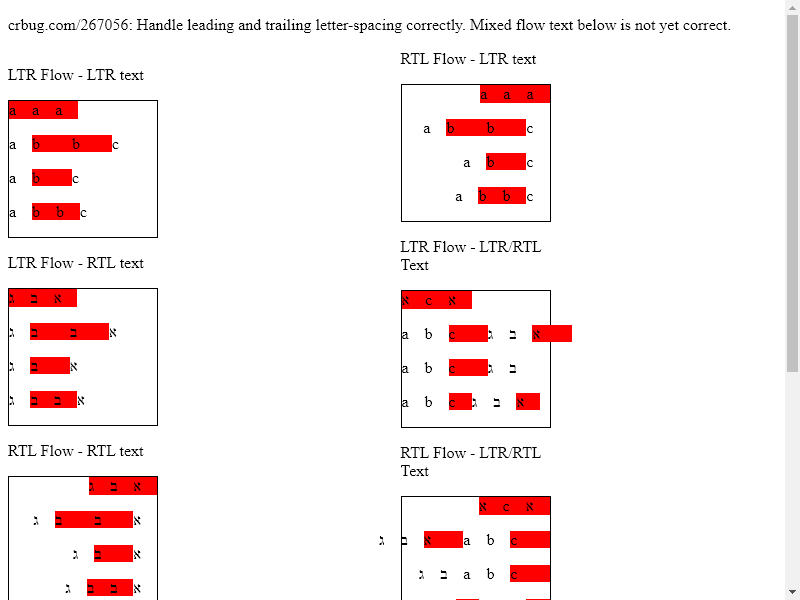 crbug.com/267056: Handle leading and trailing letter-spacing correctly. Mixed flow text below is not yet correct.
LTR Flow - LTR text
a a a
a b b c
a b c
a b b c
LTR Flow - RTL text
א ב ג
א ב ב ג
א ב ג
א ב ב ג
RTL Flow - RTL text
א ב ג
א ב ב ג
א ב ג
א ב ב ג
RTL Flow - LTR text
a a a
a b b c
a b c
a b b c
LTR Flow - LTR/RTL
Text
א c א
a b c א ב ג
a b c ב ג
a b c א ב ג
RTL Flow - LTR/RTL
Text
א c א
a b c א ב ג
a b c ב ג